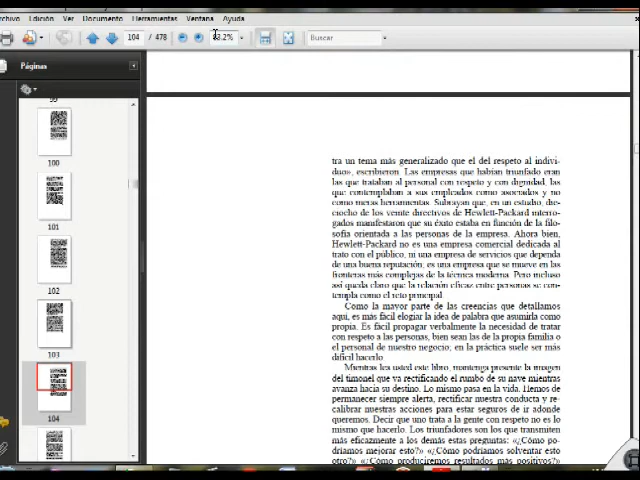 Archivo Edición Ver Documento Herramientas Ventana Ayuda
104 / 478 83.2% Buscar
Páginas
99
100
101
102
103
104
tra un tema más generalizado que el del respeto al indivi-
duo», escribieron. Las empresas que habían triunfado eran
las que trataban al personal con respeto y con dignidad, las
que contemplaban a sus empleados como asociados y no
como meras herramientas. Subrayan que, en un estudio, die-
ciocho de los veinte directivos de Hewlett-Packard interro-
gados manifestaron que su éxito estaba en función de la filo-
sofía orientada a las personas de la empresa. Ahora bien,
Hewlett-Packard no es una empresa comercial dedicada al
trato con el público, ni una empresa de servicios que dependa
de una buena reputación; es una empresa que se mueve en las
fronteras más complejas de la técnica moderna. Pero incluso
así queda claro que la relación eficaz entre personas se con-
templa como el reto principal.
Como la mayor parte de las creencias que detallamos
aquí, es más fácil elogiar la idea de palabra que asumirla como
propia. Es fácil propagar verbalmente la necesidad de tratar
con respeto a las personas, bien sean las de la propia familia o
el personal de nuestro negocio; en la práctica suele ser más
difícil hacerlo.
Mientras lea usted este libro, mantenga presente la imagen
del timonel que va rectificando el rumbo de su nave mientras
avanza hacia su destino. Lo mismo pasa en la vida. Hemos de
permanecer siempre alerta, rectificar nuestra conducta y re-
calibrar nuestras acciones para estar seguros de ir adonde
queremos. Decir que uno trata a la gente con respeto no es lo
mismo que hacerlo. Los triunfadores son los que transmiten
más eficazmente a los demás estas preguntas: «¿Cómo po-
dríamos mejorar esto?» «¿Cómo podríamos solventar esto
otro?» «¿Cómo produciremos resultados más positivos?»